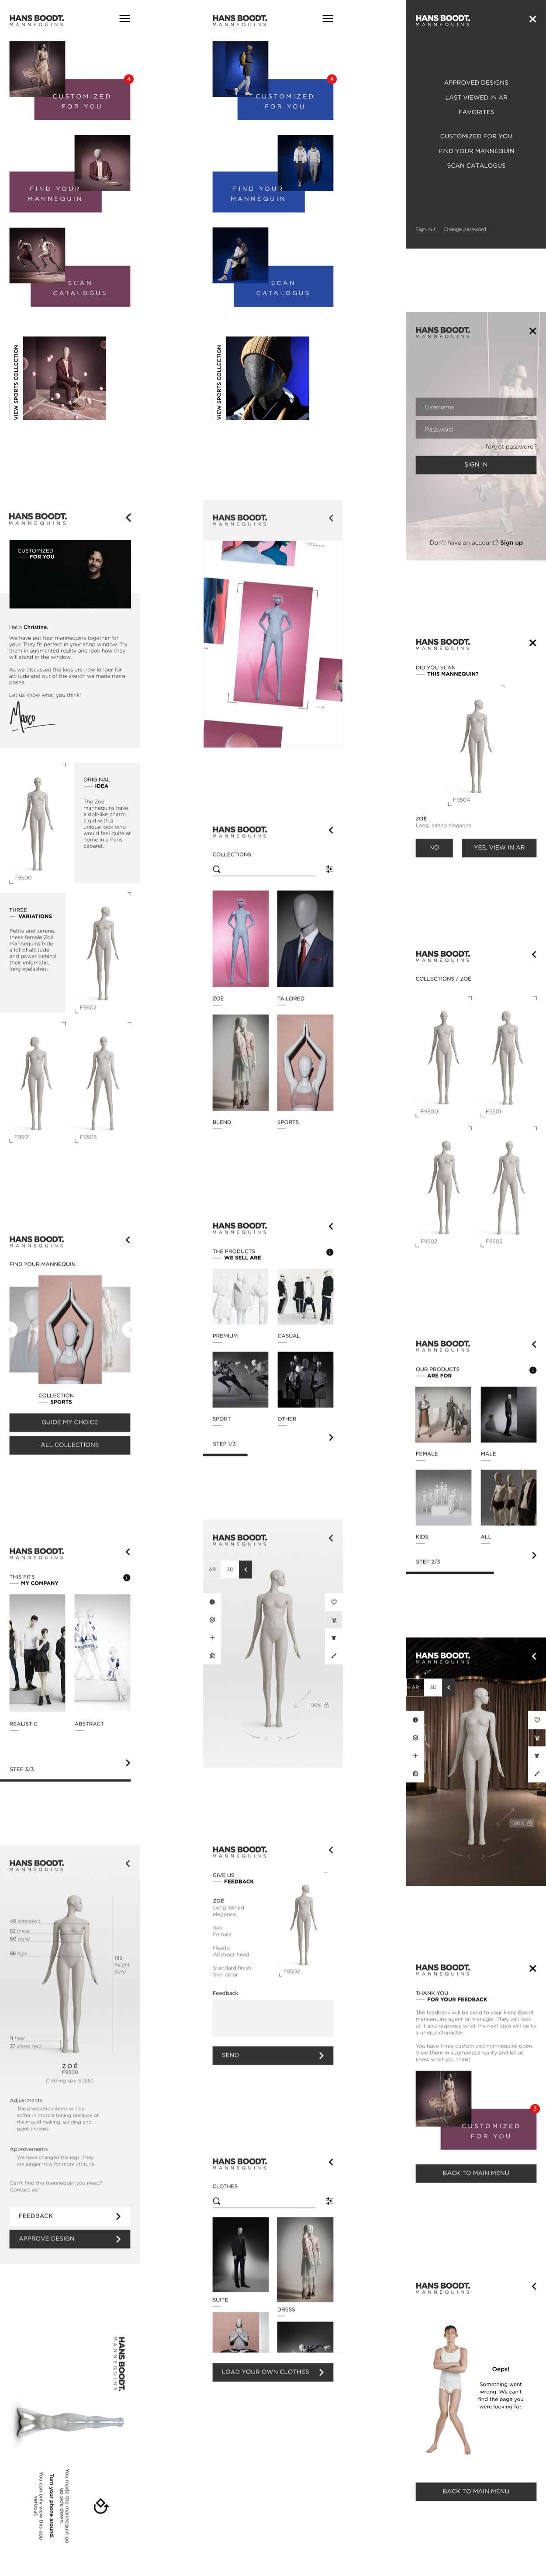 HANS BOODT.
MANNEQUINS
4
CUSTOMIZED
FOR YOU
FIND YOUR
MANNEQUIN
SCAN
CATALOGUS
VIEW SPORTS COLLECTION
HANS BOODT.
MANNEQUINS
4
CUSTOMIZED
FOR YOU
FIND YOUR
MANNEQUIN
SCAN
CATALOGUS
VIEW SPORTS COLLECTION
HANS BOODT.
MANNEQUINS
APPROVED DESIGNS
LAST VIEWED IN AR
FAVORITES
CUSTOMIZED FOR YOU
FIND YOUR MANNEQUIN
SCAN CATALOGUS
Sign out Change password
HANS BOODT.
MANNEQUINS
Username
Password
forgot password?
SIGN IN
Don't have an account? Sign up
HANS BOODT.
MANNEQUINS
CUSTOMIZED
FOR YOU
Hallo Christine,
We have put four mannequins together for
your. They fit perfect in your shop window. Try
them in augmented reality and look how they
will stand in the window.
As we discussed the legs are now longer for
attitude and out of the sketch we made more
poses.
Let us know what you think!
Marco
ORIGINAL
IDEA
The Zoë
mannequins have
a doll-like charm,
a girl with a
unique look who
would feel quite at
home in a Paris
cabaret.
F9500
THREE
VARIATIONS
Petite and serene,
these female Zoë
mannequins hide
a lot of attitude
and power behind
their enigmatic,
long eyelashes.
F9502
F9501
F9505
HANS BOODT.
MANNEQUINS
HANS BOODT.
MANNEQUINS
DID YOU SCAN
THIS MANNEQUIN?
F9504
ZOË
Long lashed elegance.
NO
YES, VIEW IN AR
HANS BOODT.
MANNEQUINS
COLLECTIONS
ZOË
TAILORED
BLEND
SPORTS
HANS BOODT.
MANNEQUINS
COLLECTIONS / ZOË
F9500
F9501
F9502
F9505
HANS BOODT.
MANNEQUINS
FIND YOUR MANNEQUIN
COLLECTION
SPORTS
GUIDE MY CHOICE
ALL COLLECTIONS
HANS BOODT.
MANNEQUINS
THE PRODUCTS
WE SELL ARE
PREMIUM
CASUAL
SPORT
OTHER
STEP 1/3
HANS BOODT.
MANNEQUINS
OUR PRODUCTS
ARE FOR
FEMALE
MALE
KIDS
ALL
STEP 2/3
HANS BOODT.
MANNEQUINS
THIS FITS
MY COMPANY
REALISTIC
ABSTRACT
STEP 3/3
HANS BOODT.
MANNEQUINS
AR 3D
100%
HANS BOODT.
MANNEQUINS
AR 3D
100%
HANS BOODT.
MANNEQUINS
46 shoulders
82 chest
60 waist
88 hips
189
height
(cm)
11 heel
37 shoes (eu)
ZOË
F9500
Clothing size S (EU)
Adjustments
The production items will be
softer in muscle toning because of
the mould making, sanding and
paint process.
Approvements
We have changed the legs. They
are longer now for more attitude.
Can't find the mannequin you need?
Contact us!
FEEDBACK
APPROVE DESIGN
HANS BOODT.
MANNEQUINS
GIVE US
FEEDBACK
ZOË
Long lashed
elegance.
Sex:
Female
Heads:
Abstract head
Standard finish:
Skin color
F9502
Feedback
SEND
HANS BOODT.
MANNEQUINS
THANK YOU
FOR YOUR FEEDBACK
The feedback will be send to your Hans Boodt
mannequins agent or manager. They will look
at it and response what the next step will be to
a unique character.
You have three customized mannequins open.
View them in augmented reality and let us
know what you think!
3
CUSTOMIZED
FOR YOU
BACK TO MAIN MENU
HANS BOODT.
MANNEQUINS
CLOTHES
SUITE
DRESS
LOAD YOUR OWN CLOTHES
HANS BOODT.
MANNEQUINS
Oeps!
Something went
wrong. We can't
find the page you
were looking for.
BACK TO MAIN MENU
HANS BOODT.
MANNEQUINS
You made the mannequin go
up side down.
Turn your phone around.
You can only view this app
vertical.